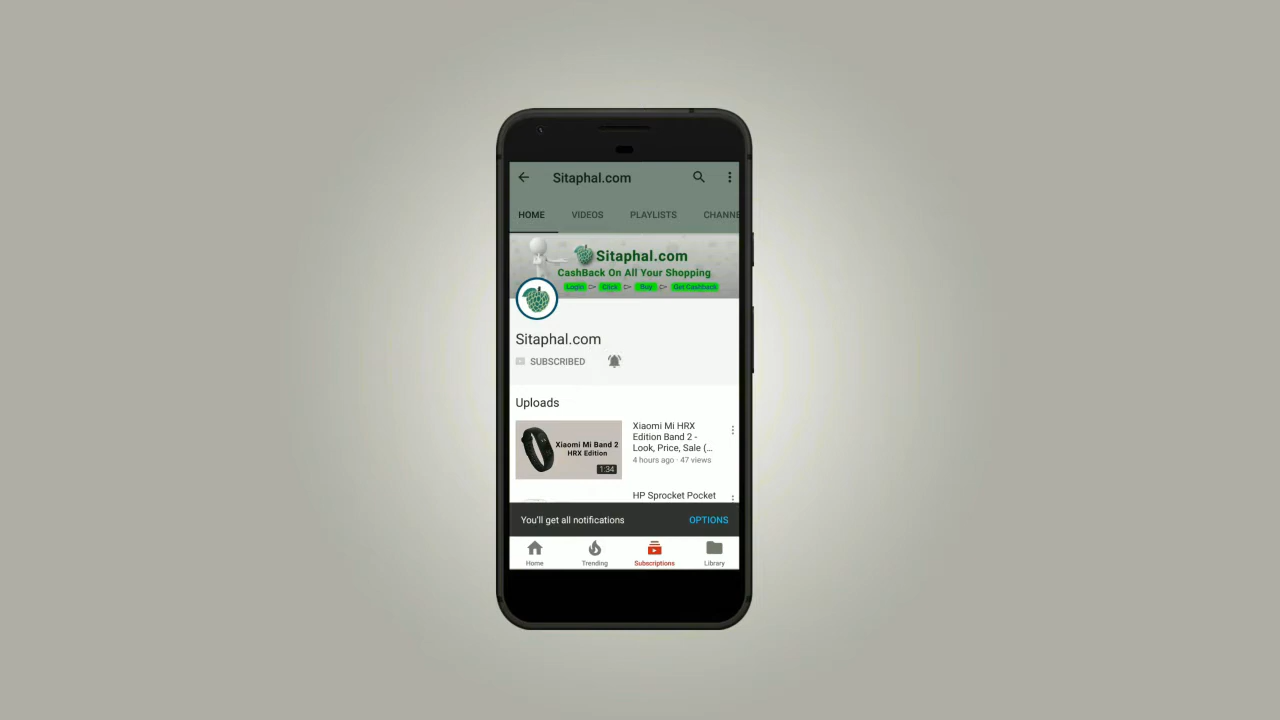 Sitaphal.com
HOME VIDEOS PLAYLISTS CHANNE
Sitaphal.com
CashBack On All Your Shopping
Login Click Buy Get Cashback
Sitaphal.com
SUBSCRIBED
Uploads
Xiaomi Mi Band 2
HRX Edition
1:34
Xiaomi Mi HRX
Edition Band 2 -
Look, Price, Sale (...
4 hours ago · 47 views
HP Sprocket Pocket
You'll get all notifications OPTIONS
Home Trending Subscriptions Library